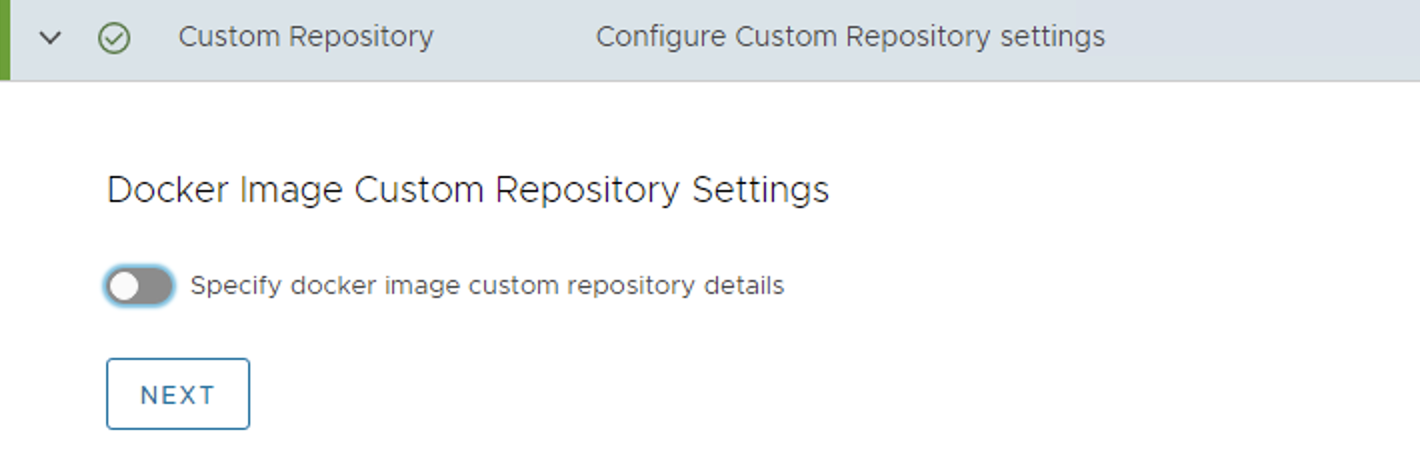 Custom Repository Configure Custom Repository settings
Docker Image Custom Repository Settings
Specify docker image custom repository details
NEXT